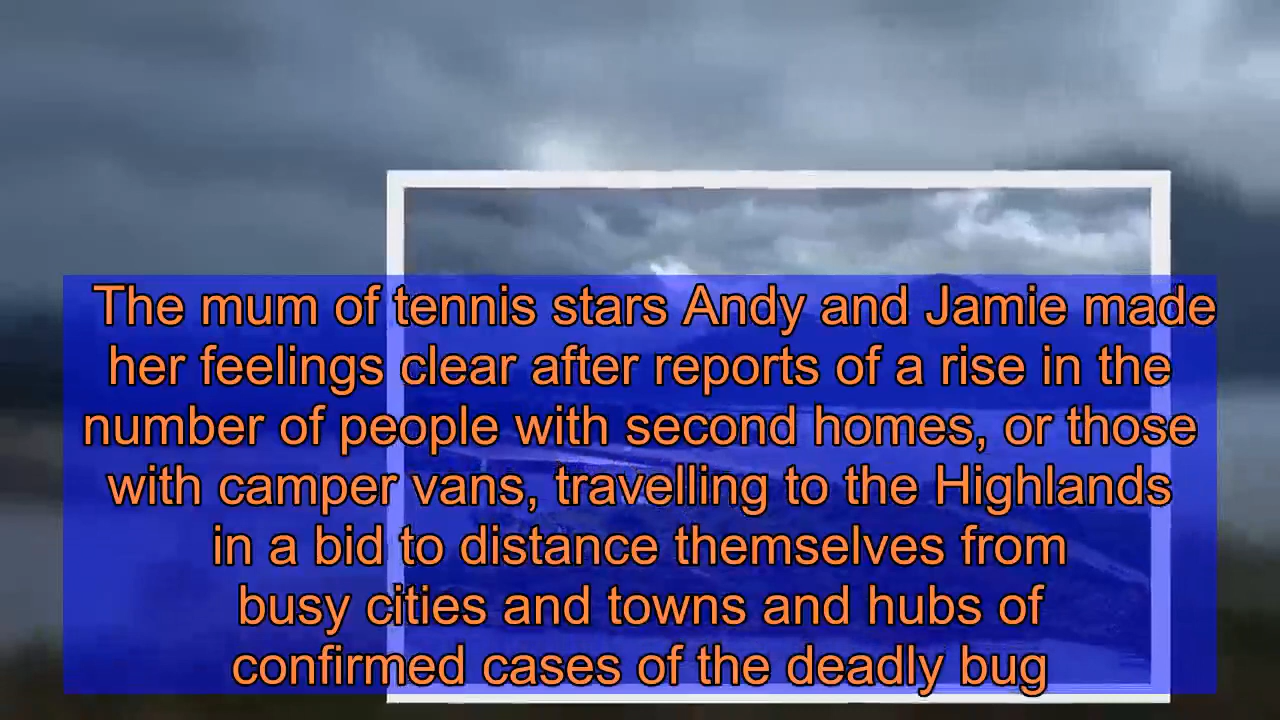 The mum of tennis stars Andy and Jamie made
her feelings clear after reports of a rise in the
number of people with second homes, or those
with camper vans, travelling to the Highlands
in a bid to distance themselves from
busy cities and towns and hubs of
confirmed cases of the deadly bug